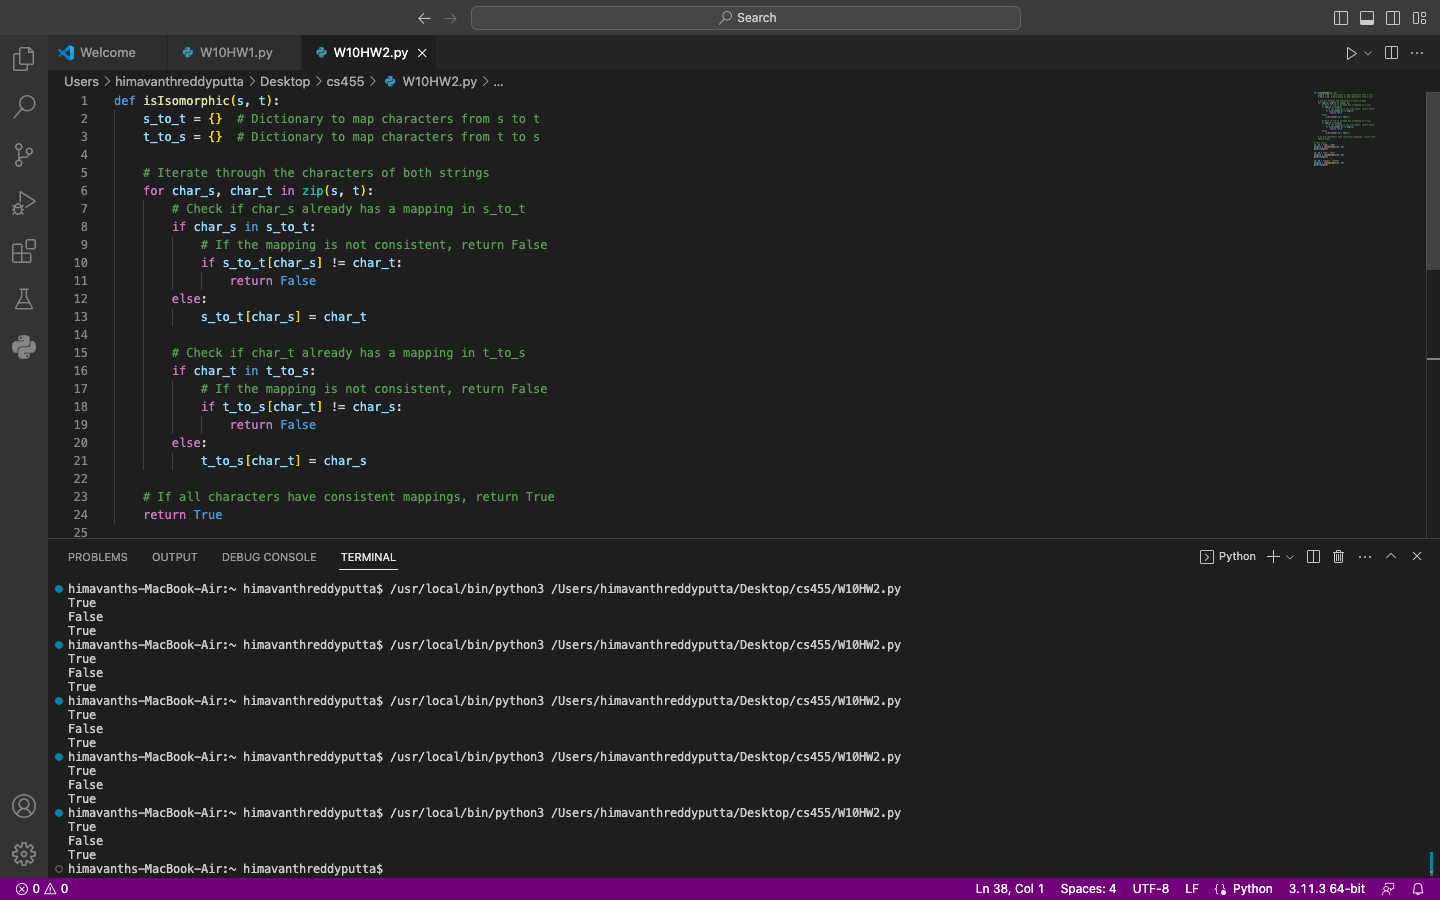 Search
Welcome
W10HW1.py
W10HW2.py
Users > himavanthreddyputta > Desktop > cs455 > W10HW2.py > ...
1 def isIsomorphic(s, t):
2     s_to_t = {}  # Dictionary to map characters from s to t
3     t_to_s = {}  # Dictionary to map characters from t to s
4
5     # Iterate through the characters of both strings
6     for char_s, char_t in zip(s, t):
7         # Check if char_s already has a mapping in s_to_t
8         if char_s in s_to_t:
9             # If the mapping is not consistent, return False
10             if s_to_t[char_s] != char_t:
11                 return False
12         else:
13             s_to_t[char_s] = char_t
14
15         # Check if char_t already has a mapping in t_to_s
16         if char_t in t_to_s:
17             # If the mapping is not consistent, return False
18             if t_to_s[char_t] != char_s:
19                 return False
20         else:
21             t_to_s[char_t] = char_s
22
23     # If all characters have consistent mappings, return True
24     return True
25
PROBLEMS OUTPUT DEBUG CONSOLE TERMINAL Python
himavanths-MacBook-Air:~ himavanthreddyputta$ /usr/local/bin/python3 /Users/himavanthreddyputta/Desktop/cs455/W10HW2.py
True
False
True
himavanths-MacBook-Air:~ himavanthreddyputta$ /usr/local/bin/python3 /Users/himavanthreddyputta/Desktop/cs455/W10HW2.py
True
False
True
himavanths-MacBook-Air:~ himavanthreddyputta$ /usr/local/bin/python3 /Users/himavanthreddyputta/Desktop/cs455/W10HW2.py
True
False
True
himavanths-MacBook-Air:~ himavanthreddyputta$ /usr/local/bin/python3 /Users/himavanthreddyputta/Desktop/cs455/W10HW2.py
True
False
True
himavanths-MacBook-Air:~ himavanthreddyputta$ /usr/local/bin/python3 /Users/himavanthreddyputta/Desktop/cs455/W10HW2.py
True
False
True
himavanths-MacBook-Air:~ himavanthreddyputta$
0 0 Ln 38, Col 1 Spaces: 4 UTF-8 LF Python 3.11.3 64-bit